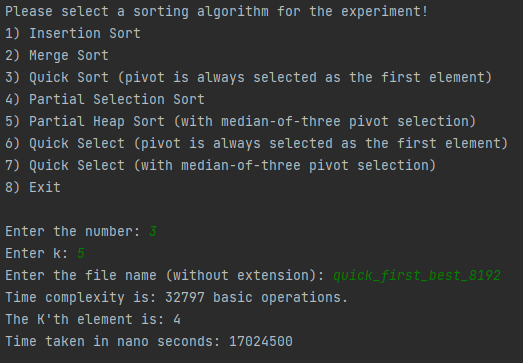 Please select a sorting algorithm for the experiment!
1) Insertion Sort
2) Merge Sort
3) Quick Sort (pivot is always selected as the first element)
4) Partial Selection Sort
5) Partial Heap Sort (with median-of-three pivot selection)
6) Quick Select (pivot is always selected as the first element)
7) Quick Select (with median-of-three pivot selection)
8) Exit
Enter the number: 3
Enter k: 5
Enter the file name (without extension): quick_first_best_8192
Time complexity is: 32797 basic operations.
The K'th element is: 4
Time taken in nano seconds: 17024500